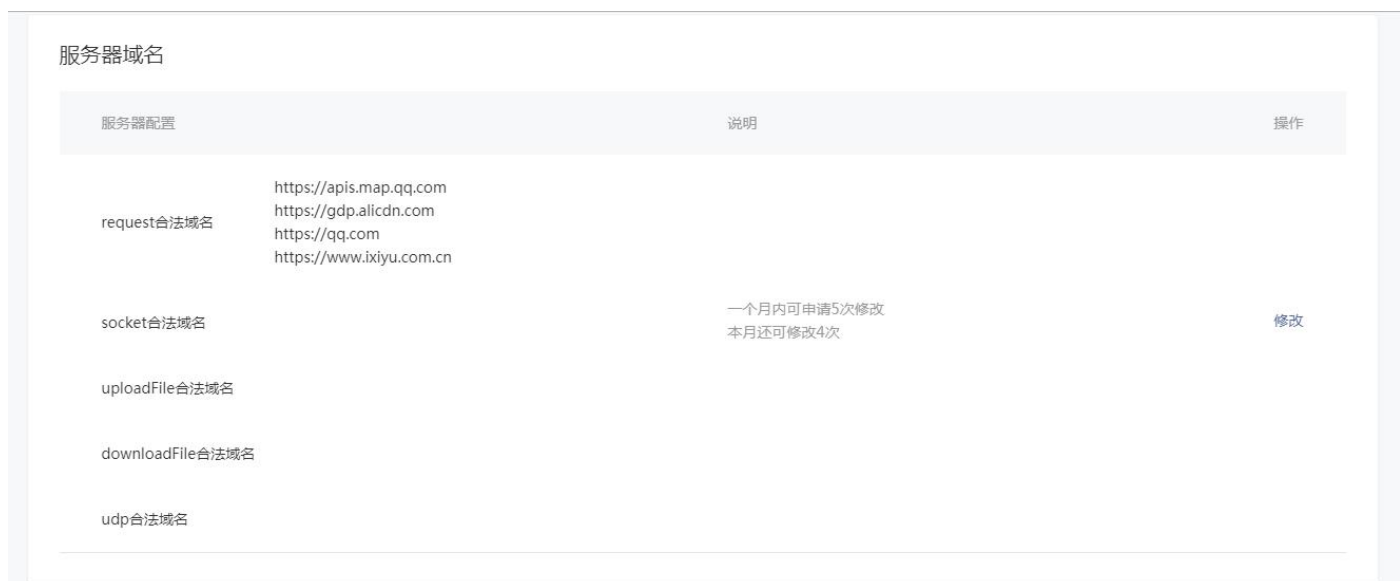 服务器域名
服务器配置 说明 操作
request合法域名
https://apis.map.qq.com
https://gdp.alicdn.com
https://qq.com
https://www.ixiyu.com.cn
socket合法域名
一个月内可申请5次修改
本月还可修改4次
修改
uploadFile合法域名
downloadFile合法域名
udp合法域名